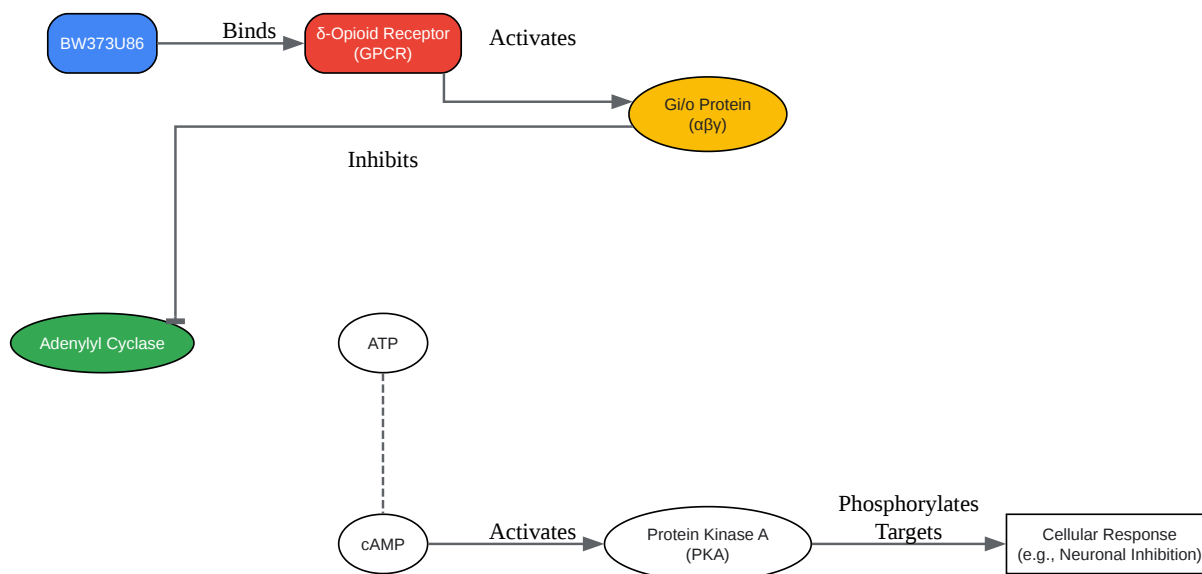 BW373U86
Binds
δ-Opioid Receptor
(GPCR)
Activates
Gi/o Protein
(αβγ)
Inhibits
Adenylyl Cyclase
ATP
cAMP
Activates
Protein Kinase A
(PKA)
Phosphorylates
Targets
Cellular Response
(e.g., Neuronal Inhibition)